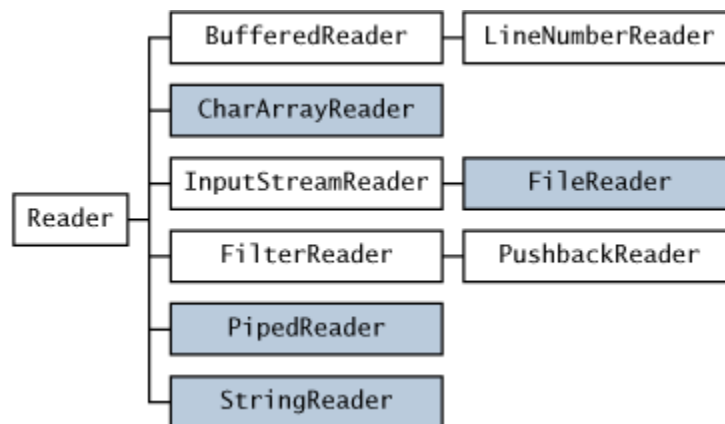 BufferedReader LineNumberReader
CharArrayReader
InputStreamReader FileReader
Reader
FilterReader PushbackReader
PipedReader
StringReader